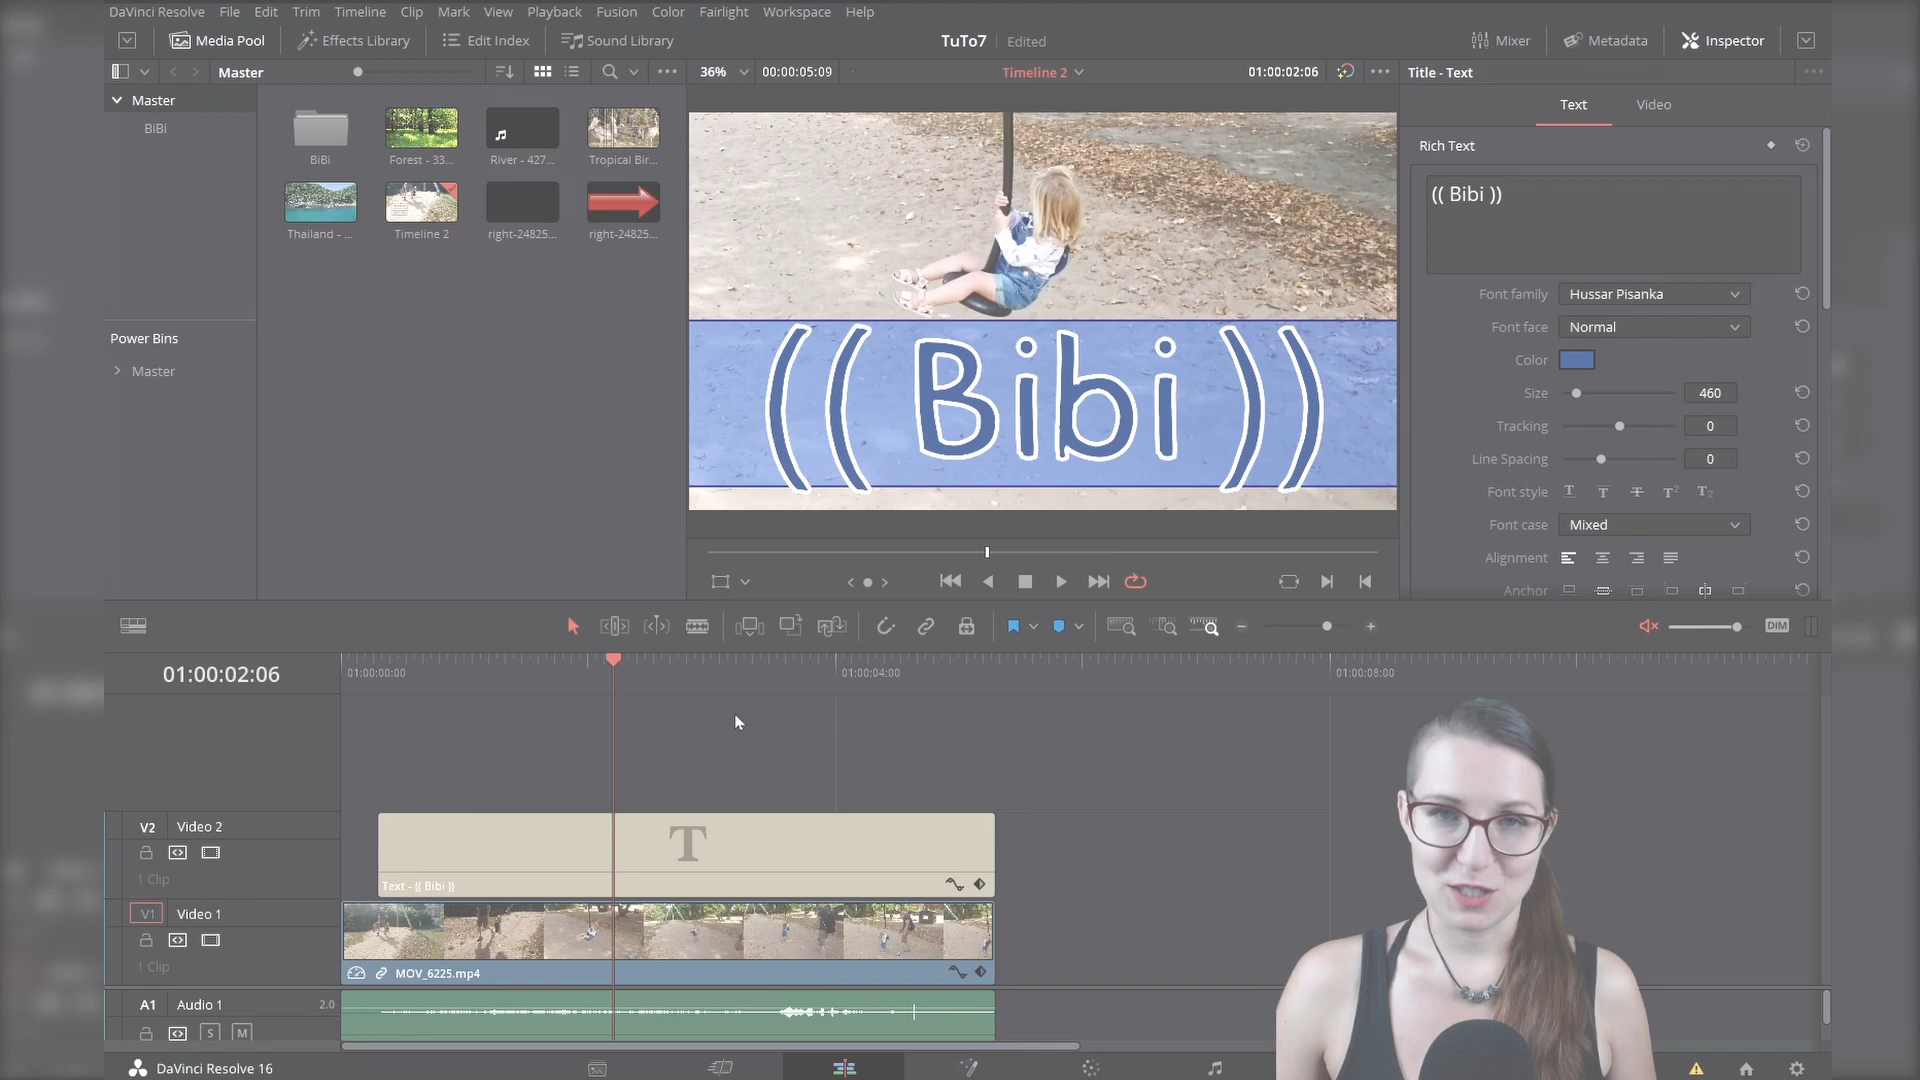 DaVinci Resolve File Edit Trim Timeline Clip Mark View Playback Fusion Color Fairlight Workspace Help
Media Pool Effects Library Edit Index Sound Library TuTo7 Edited Mixer Metadata Inspector
Master 36% 00:00:05:09 Timeline 2 01:00:02:06 Title - Text
Master
BiBi
Power Bins
Master
BiBi Forest - 33... River - 427... Tropical Bir...
Thailand - ... Timeline 2 right-24825... right-24825...
(( Bibi ))
Text Video
Rich Text
(( Bibi ))
Font family Hussar Pisanka
Font face Normal
Color
Size 460
Tracking 0
Line Spacing 0
Font style T T T T2 T2
Font case Mixed
Alignment
Anchor
DIM
01:00:02:06 01:00:00:00 01:00:04:00 01:00:08:00
V2 Video 2
1 Clip
T
Text - (( Bibi ))
V1 Video 1
1 Clip
MOV_6225.mp4
A1 Audio 1 2.0
S M
DaVinci Resolve 16